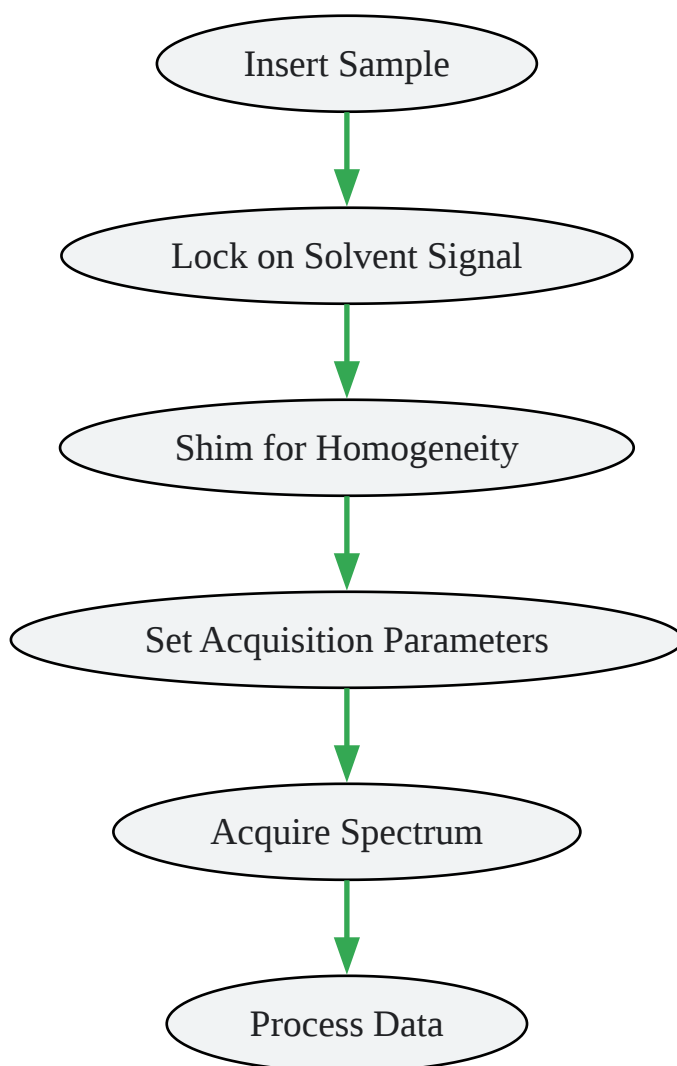 Insert Sample
Lock on Solvent Signal
Shim for Homogeneity
Set Acquisition Parameters
Acquire Spectrum
Process Data